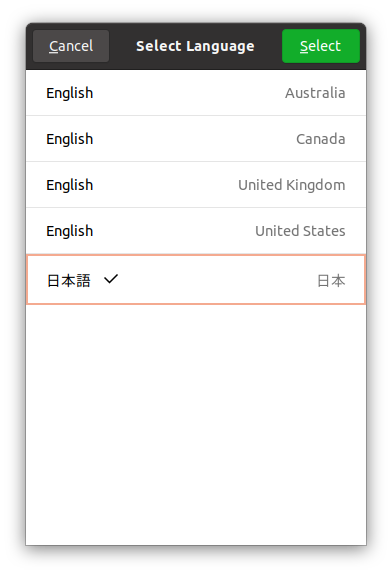 Cancel Select Language Select
English Australia
English Canada
English United Kingdom
English United States
日本語 日本